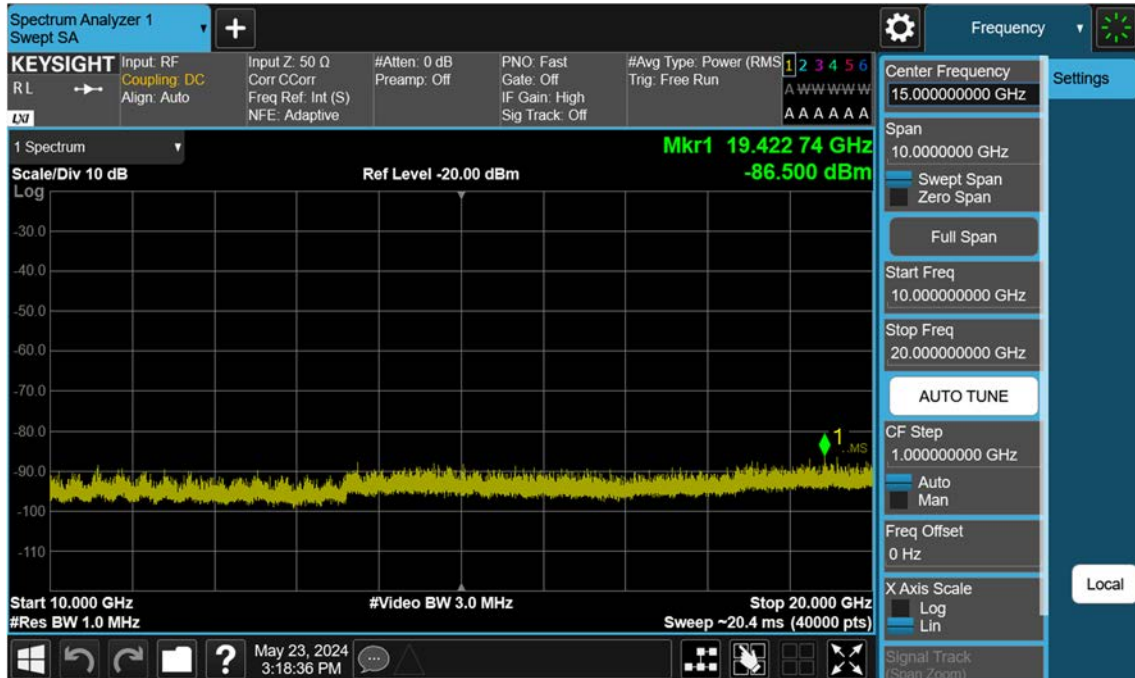 Spectrum Analyzer 1
Swept SA
Frequency
KEYSIGHT
R L
LXI
Input: RF
Coupling: DC
Align: Auto
Input Z: 50 Ω
Corr CCorr
Freq Ref: Int (S)
NFE: Adaptive
#Atten: 0 dB
Preamp: Off
PNO: Fast
Gate: Off
IF Gain: High
Sig Track: Off
#Avg Type: Power (RMS
Trig: Free Run
1 2 3 4 5 6
A W W W W W
A A A A A A
1 Spectrum
Scale/Div 10 dB
Ref Level -20.00 dBm
Mkr1 19.422 74 GHz
-86.500 dBm
Log
-30.0
-40.0
-50.0
-60.0
-70.0
-80.0
-90.0
-100
-110
1
Start 10.000 GHz
#Res BW 1.0 MHz
#Video BW 3.0 MHz
Stop 20.000 GHz
Sweep ~20.4 ms (40000 pts)
Center Frequency
15.000000000 GHz
Span
10.0000000 GHz
Swept Span
Zero Span
Full Span
Start Freq
10.000000000 GHz
Stop Freq
20.000000000 GHz
AUTO TUNE
CF Step
1.000000000 GHz
Auto
Man
Freq Offset
0 Hz
X Axis Scale
Log
Lin
Signal Track
(Span Zoom)
Settings
Local
?
May 23, 2024
3:18:36 PM